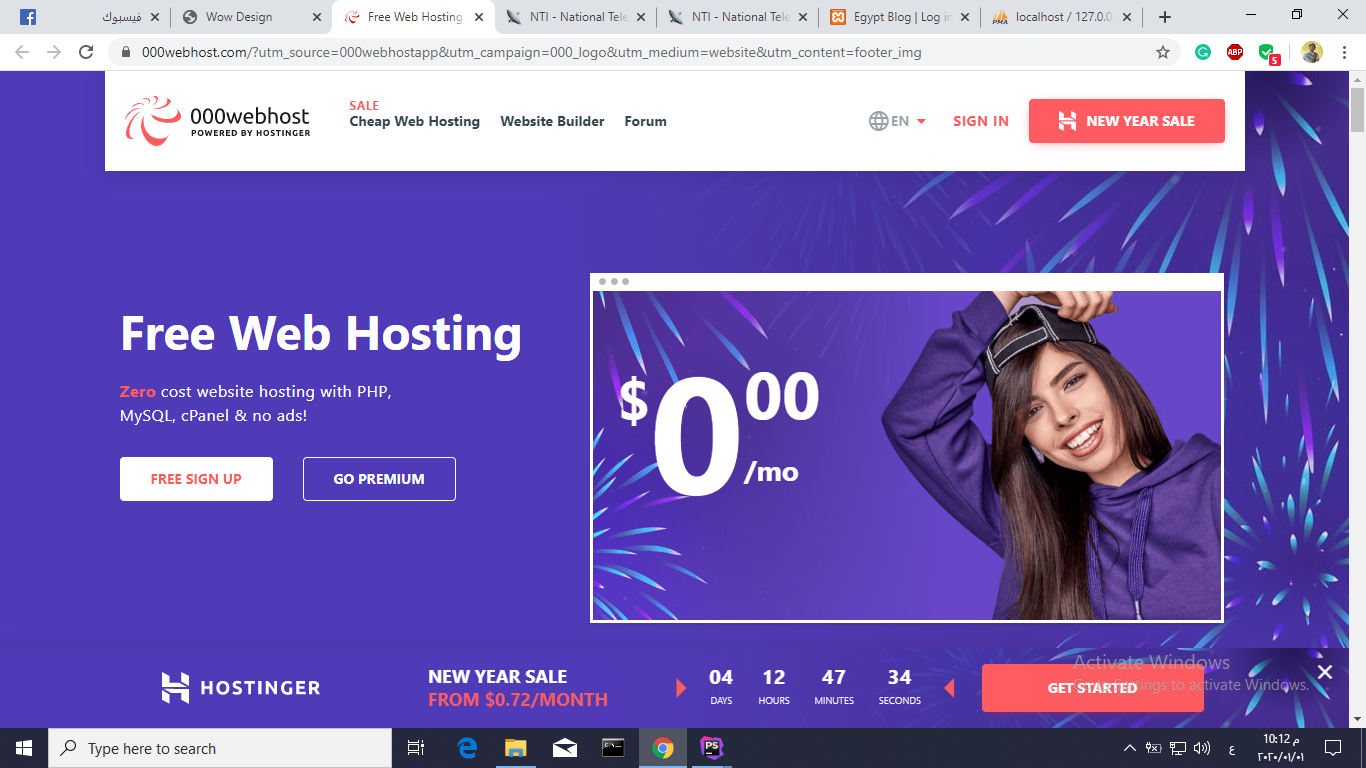 فيسبوك
Wow Design
Free Web Hosting
NTI - National Tele
NTI - National Tele
Egypt Blog | Log in
localhost / 127.0.0.
000webhost.com/?utm_source=000webhostapp&utm_campaign=000_logo&utm_medium=website&utm_content=footer_img
ABP
5
000webhost
POWERED BY HOSTINGER
SALE
Cheap Web Hosting
Website Builder
Forum
EN
SIGN IN
NEW YEAR SALE
Free Web Hosting
Zero cost website hosting with PHP,
MySQL, cPanel & no ads!
FREE SIGN UP
GO PREMIUM
$0.00
/mo
HOSTINGER
NEW YEAR SALE
FROM $0.72/MONTH
04 12 47 34
DAYS HOURS MINUTES SECONDS
GET STARTED
Activate Windows
Go to Settings to activate Windows.
Type here to search
PS
ع
10:12 م
٢٠٢٠/٠١/٠١